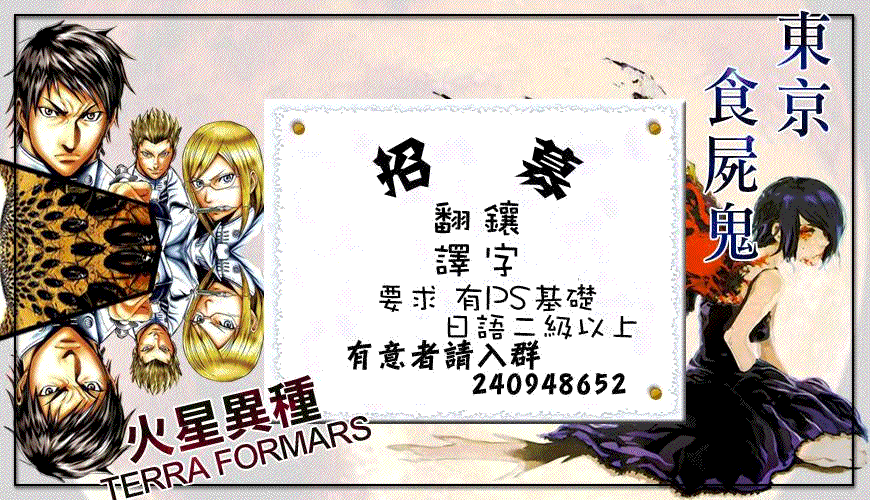 東京
食屍鬼
招募
翻 鑲
譯 字
要求 有PS基礎
日語二級以上
有意者請入群
240948652
火星異種
TERRA FORMARS